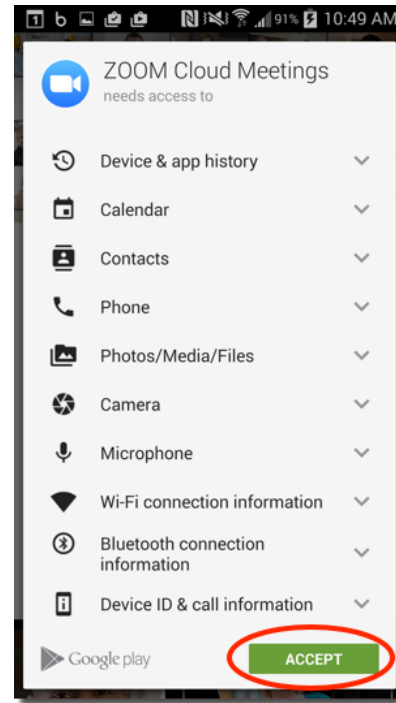 1 b 91% 10:49 AM
ZOOM Cloud Meetings
needs access to
Device & app history
Calendar
Contacts
Phone
Photos/Media/Files
Camera
Microphone
Wi-Fi connection information
Bluetooth connection
information
Device ID & call information
Google play ACCEPT